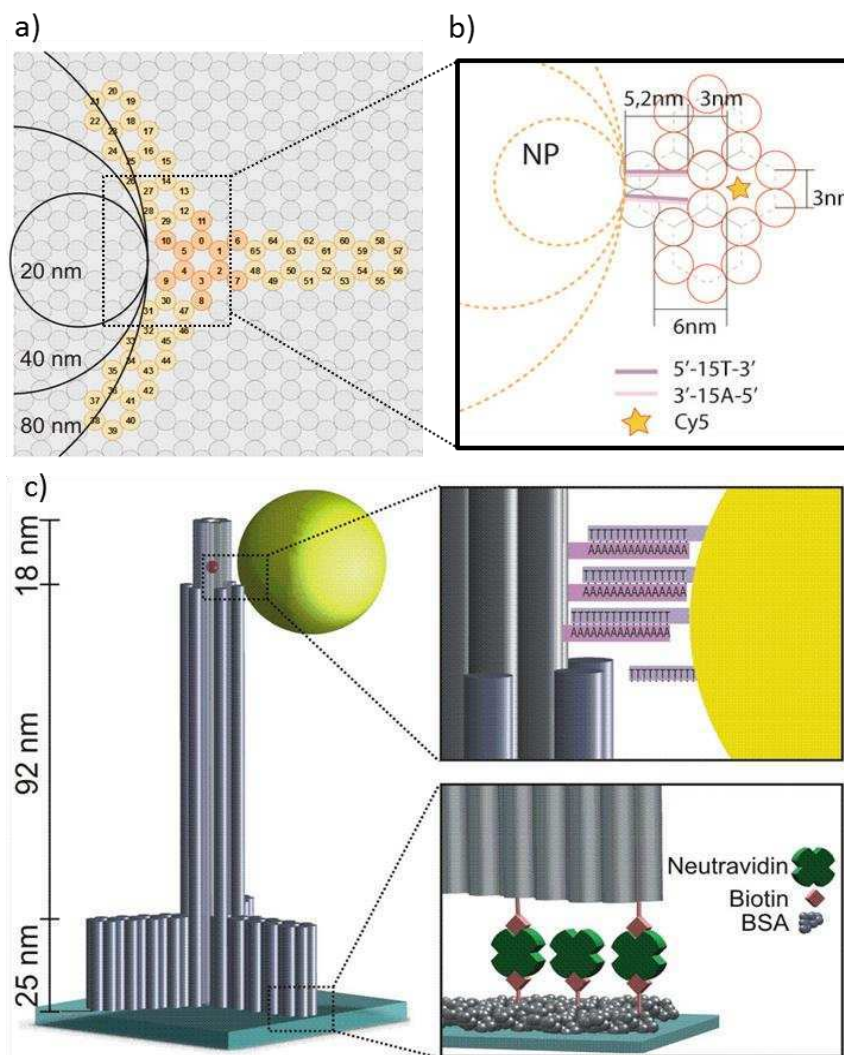 a)
20
21 19
22 23 18 17
24 16
25 15
26 14
27 13
28 12
29 11
10 0 6 64 62 60 58
5 1 65 63 61 59 57
4 2 48 50 52 54 56
9 3 7 49 51 53 55
30 8
31 47
32 46
33 45
34 44
35 43
36 42
37 41
38 40
39
20 nm
40 nm
80 nm
b)
5,2nm 3nm
NP
3nm
6nm
5'-15T-3'
3'-15A-5'
Cy5
c)
18 nm
92 nm
25 nm
TTTTTTTTTTTTTTT
AAAAAAAAAAAAAAA
TTTTTTTTTTTTTTT
AAAAAAAAAAAAAAA
TTTTTTTTTTTTTTT
AAAAAAAAAAAAAAA
Neutravidin
Biotin
BSA